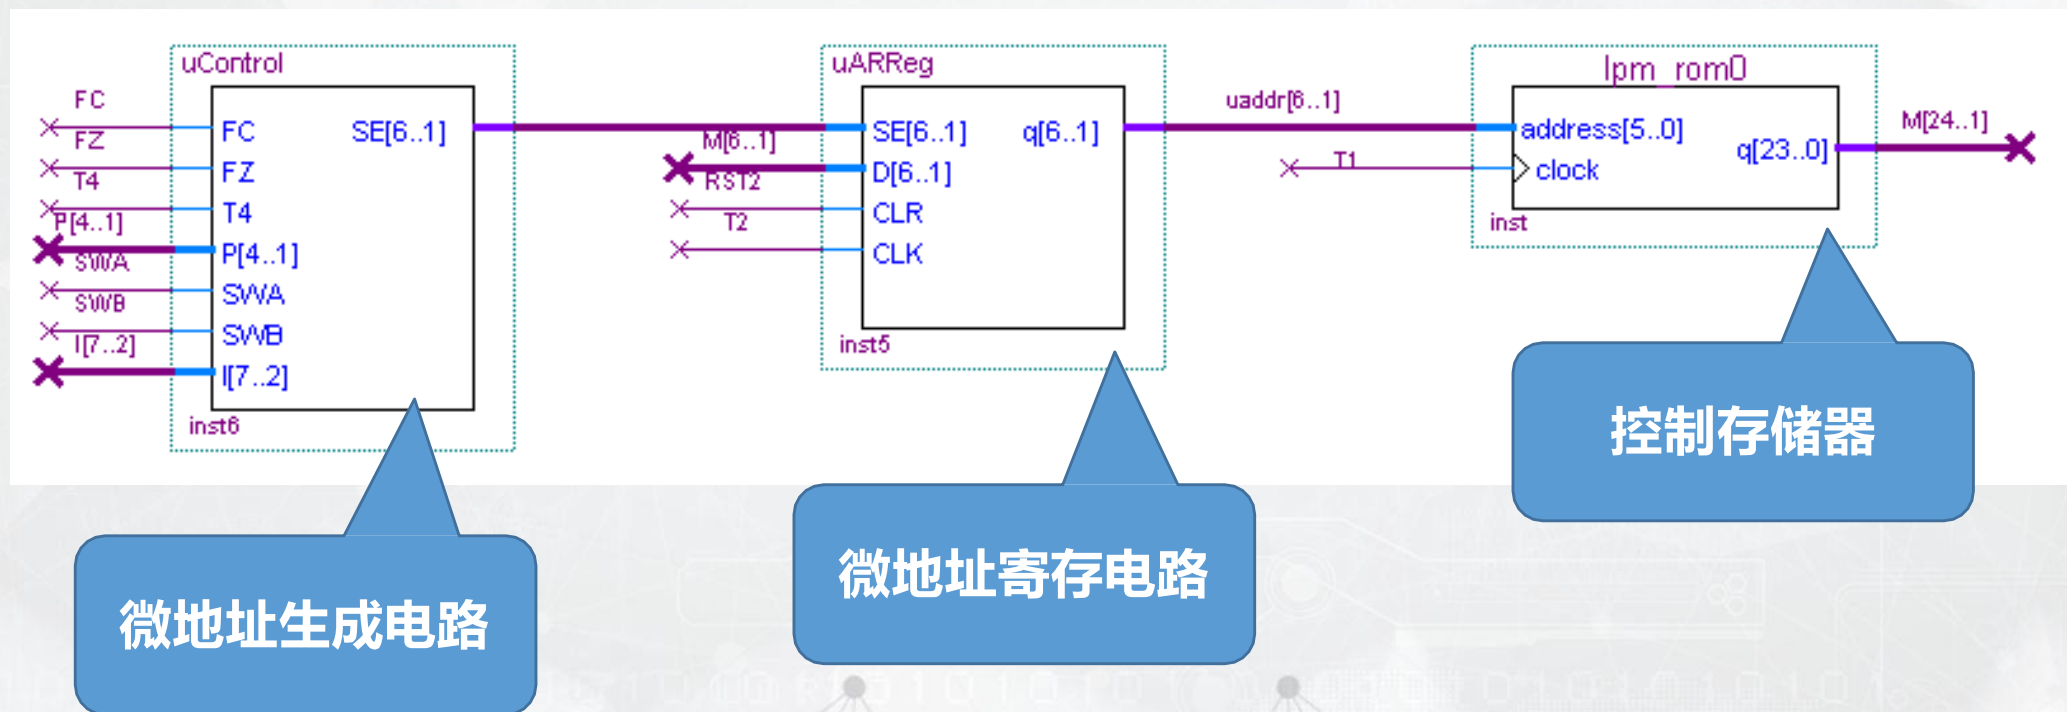 uControl
FC
FZ
T4
P[4..1]
SWA
SWB
I[7..2]
FC
FZ
T4
P[4..1]
SWA
SWB
I[7..2]
SE[6..1]
inst6
uARReg
M[6..1]
RST2
T2
SE[6..1]
D[6..1]
CLR
CLK
q[6..1]
inst5
uaddr[6..1]
T1
lpm_rom0
address[5..0]
clock
q[23..0]
inst
M[24..1]
微地址生成电路
微地址寄存电路
控制存储器